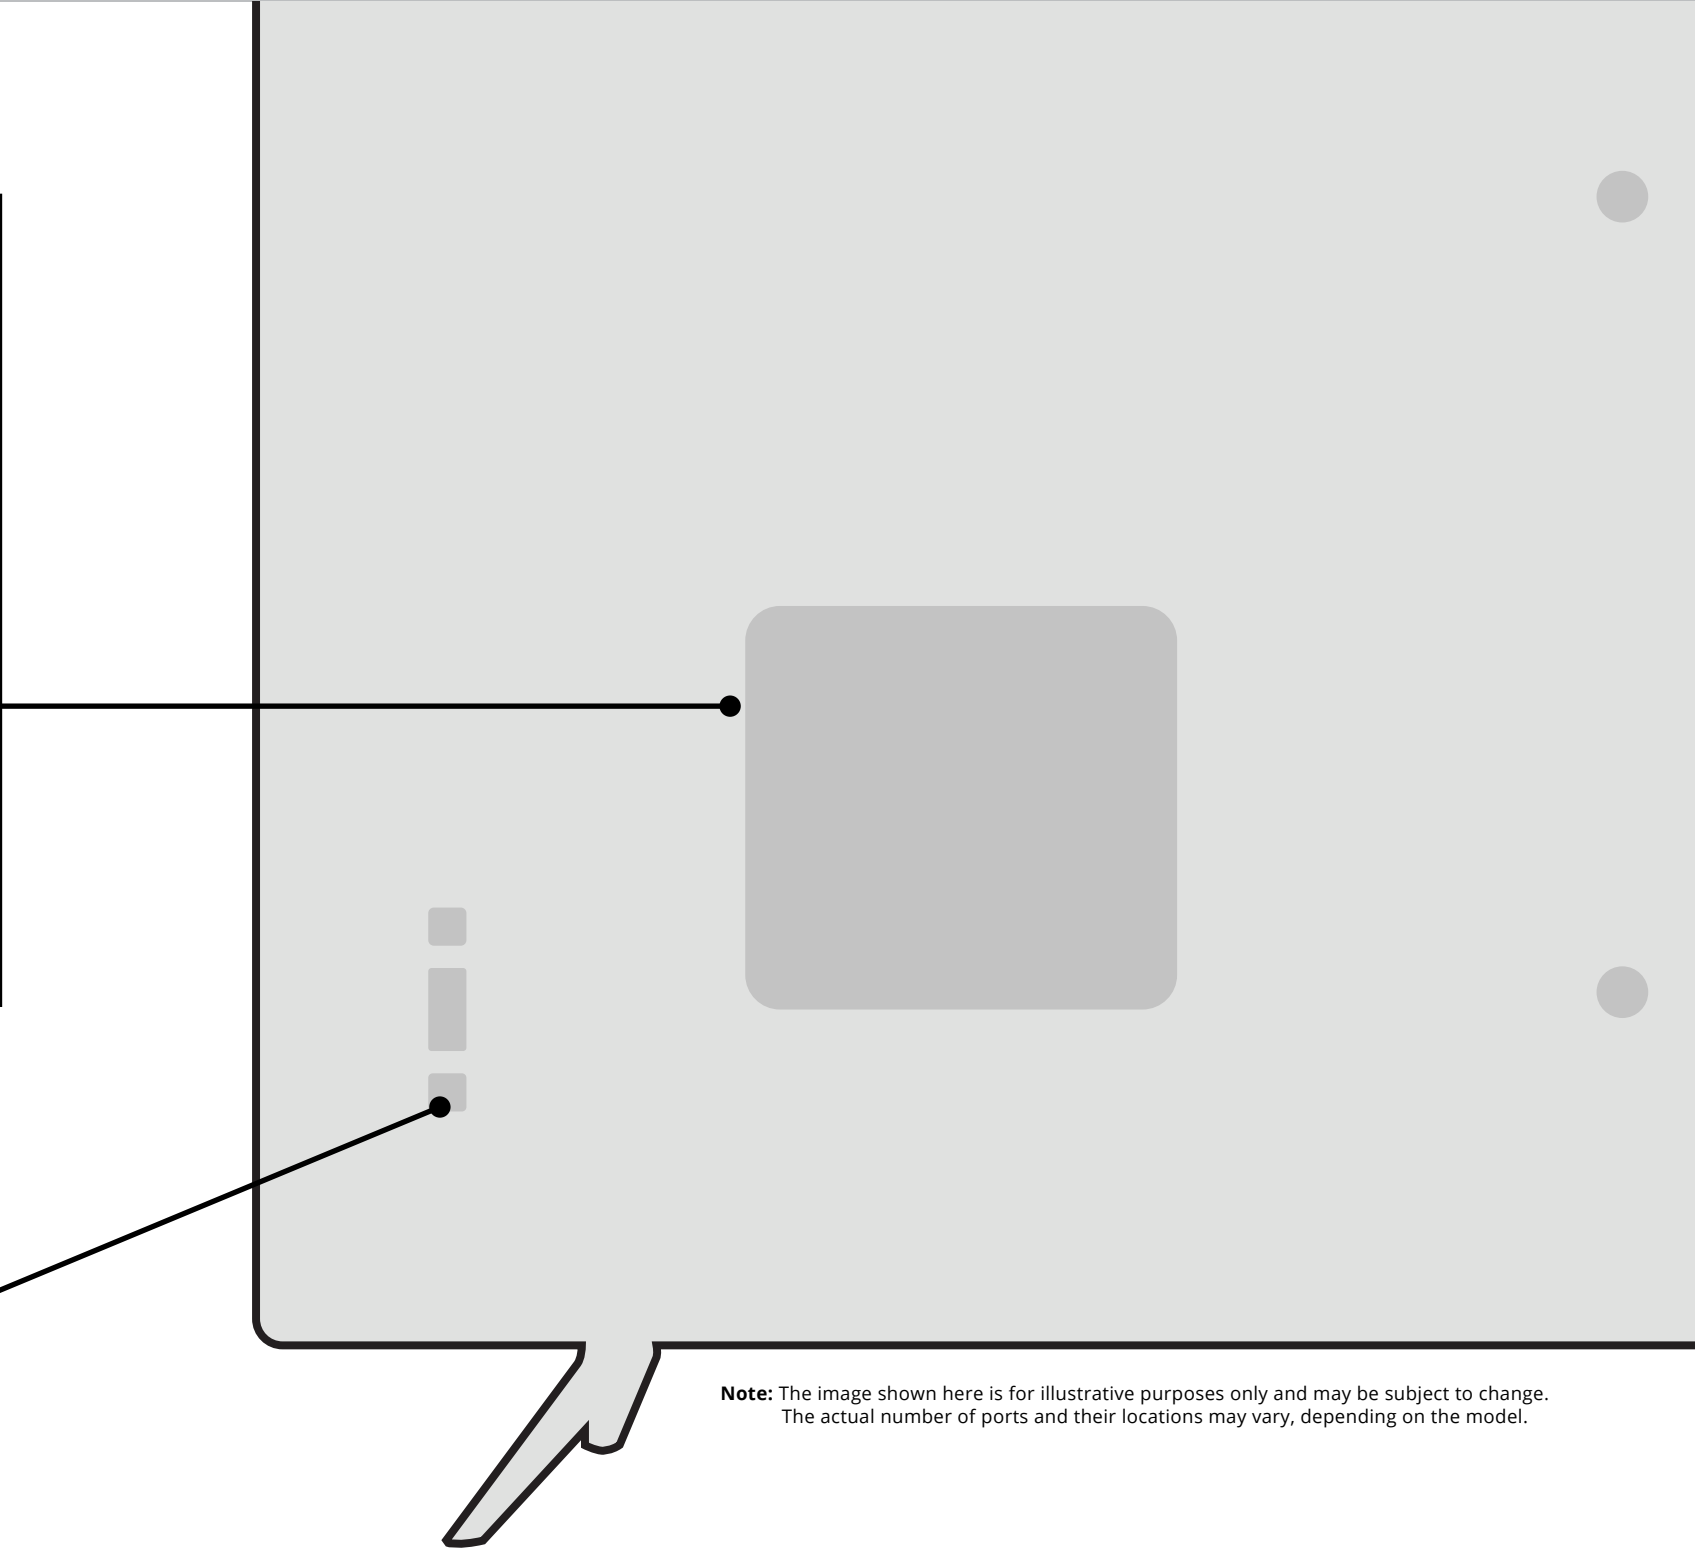 Note: The image shown here is for illustrative purposes only and may be subject to change.
The actual number of ports and their locations may vary, depending on the model.